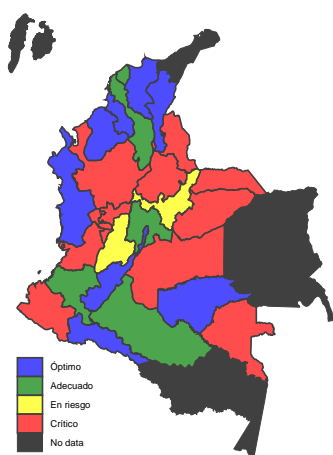 Óptimo
Adecuado
En riesgo
Crítico
No data